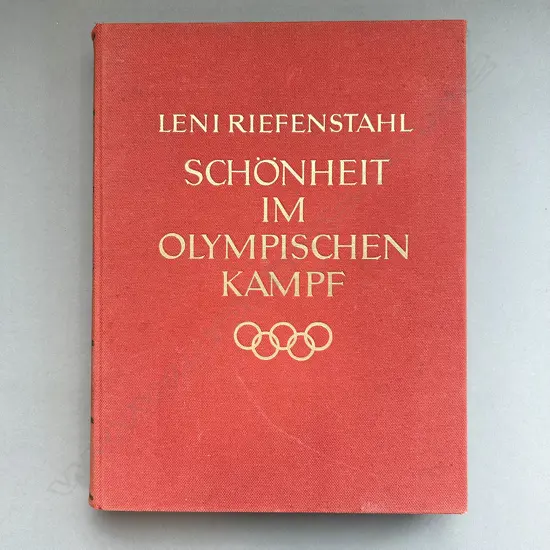 LENI RIEFENSTAHL
SCHÖNHEIT
IM
OLYMPISCHEN
KAMPF